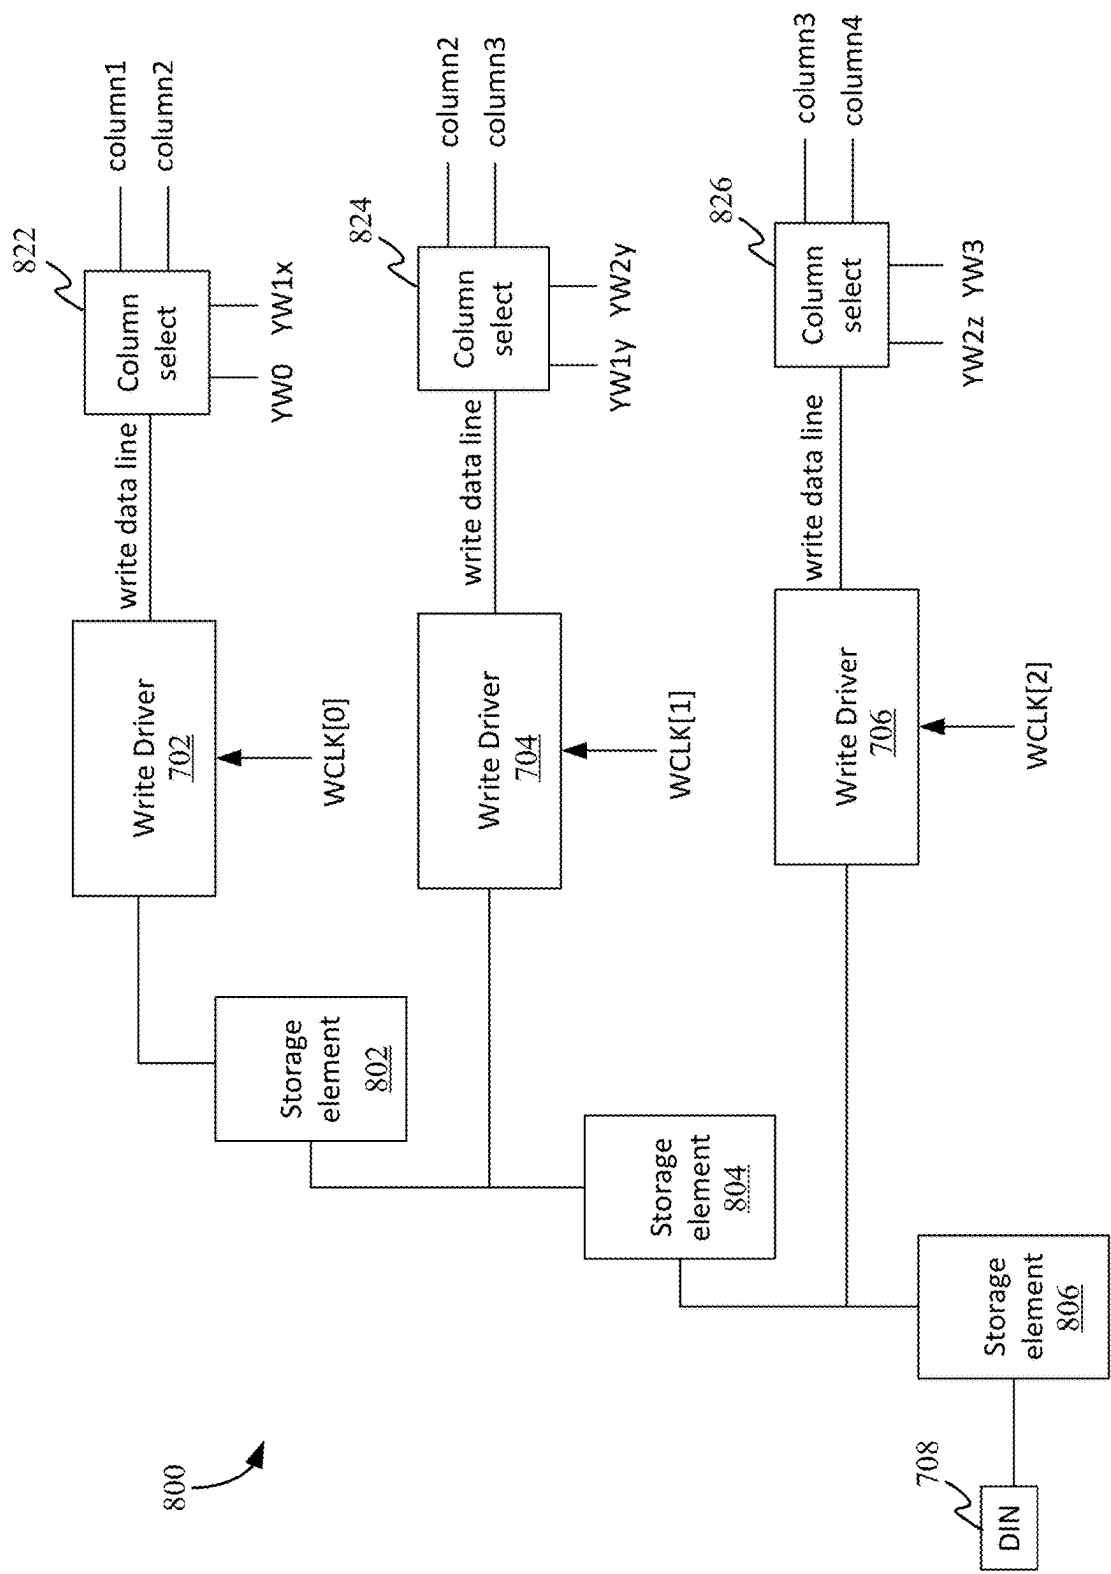 800
DIN
708
Storage
element
806
Storage
element
804
Storage
element
802
Write Driver
702
WCLK[0]
write data line
Column
select
822
YW0
YW1x
column1
column2
Write Driver
704
WCLK[1]
write data line
Column
select
824
YW1y
YW2y
column2
column3
Write Driver
706
WCLK[2]
write data line
Column
select
826
YW2z
YW3
column3
column4